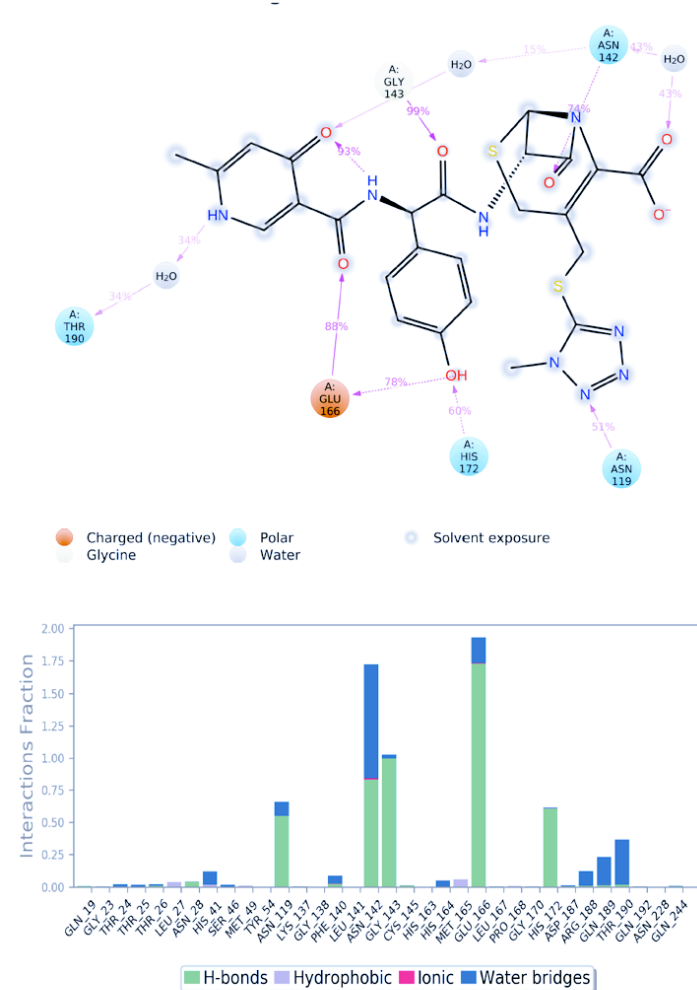 A:
ASN
142
43%
H₂O
15%
H₂O
A:
GLY
143
43%
99%
74%
N
O
93%
O
S
O
H
N
O
HN
O
N
H
O⁻
34%
H₂O
O
S
34%
A:
THR
190
88%
N
N
N
OH
78%
N
A:
GLU
166
60%
51%
A:
HIS
172
A:
ASN
119
Charged (negative)
Polar
Solvent exposure
Glycine
Water
Interactions Fraction
2.00
1.75
1.50
1.25
1.00
0.75
0.50
0.25
0.00
GLN_19
GLY_23
THR_24
THR_25
THR_26
LEU_27
ASN_28
HIS_41
SER_46
MET_49
TYR_54
ASN_119
LYS_137
GLY_138
PHE_140
LEU_141
ASN_142
GLY_143
CYS_145
HIS_163
HIS_164
MET_165
GLU_166
LEU_167
PRO_168
GLY_170
HIS_172
ASP_187
ARG_188
GLN_189
THR_190
GLN_192
ASN_228
GLN_244
H-bonds
Hydrophobic
Ionic
Water bridges